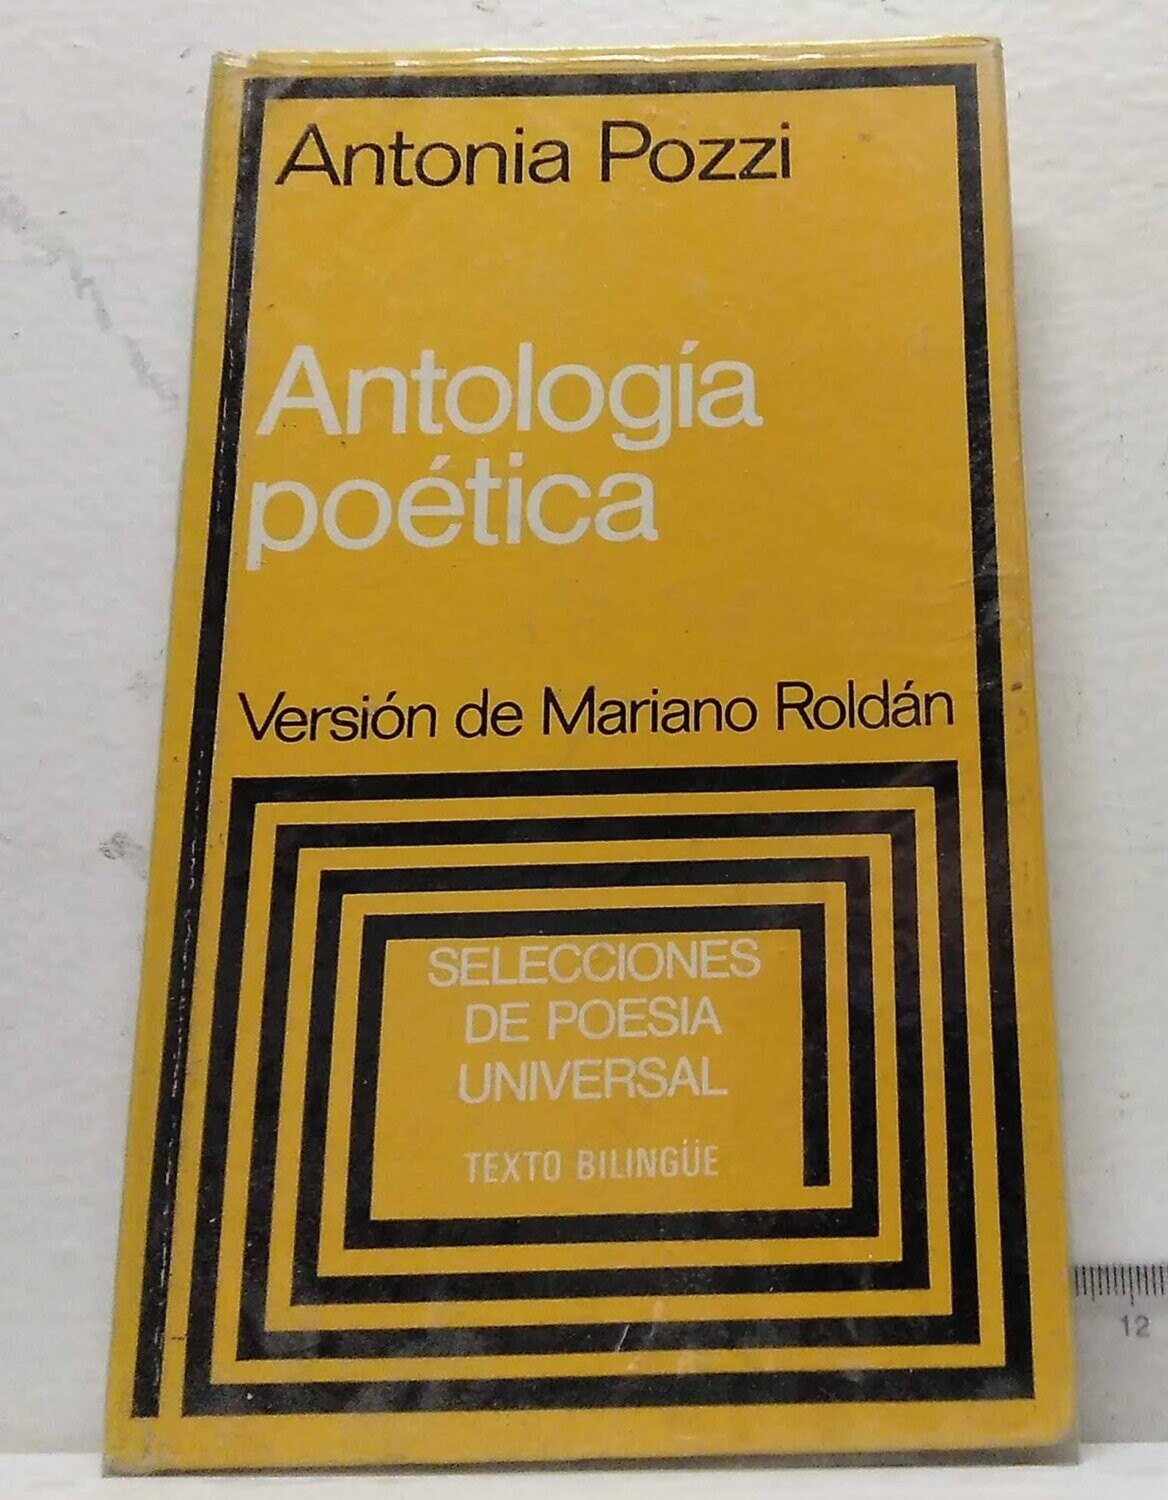 Antonia Pozzi
Antología
poética
Versión de Mariano Roldán
SELECCIONES
DE POESIA
UNIVERSAL
TEXTO BILINGÜE
12